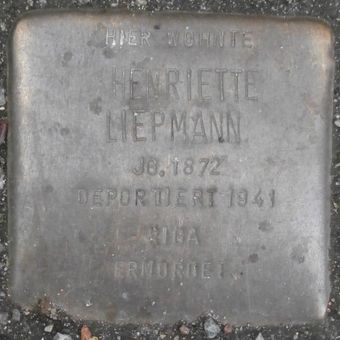 HIER WOHNTE
HENRIETTE
LIEPMANN
JG. 1872
DEPORTIERT 1941
RIGA
ERMORDET